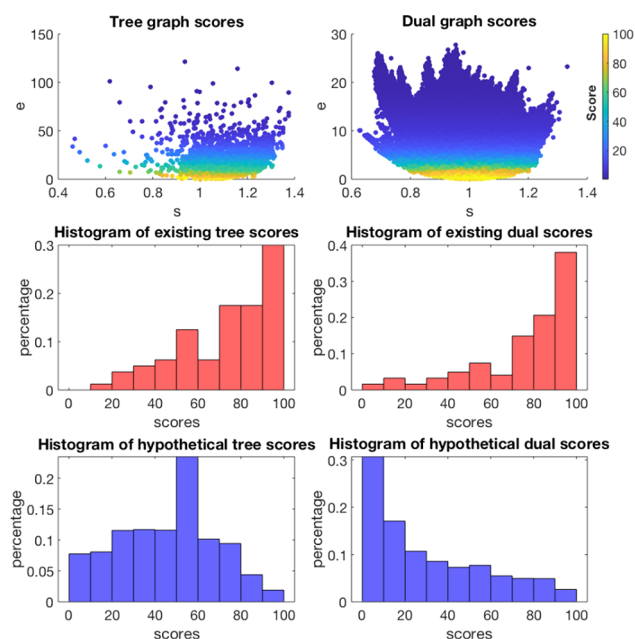 Tree graph scores
150
100
50
0
e
0.4 0.6 0.8 1 1.2 1.4
s
Dual graph scores
30
20
10
0
e
0.6 0.8 1 1.2 1.4
s
100
80
60
40
20
Score
Histogram of existing tree scores
0.3
0.2
0.1
0
percentage
0 20 40 60 80 100
scores
Histogram of existing dual scores
0.4
0.3
0.2
0.1
0
percentage
0 20 40 60 80 100
scores
Histogram of hypothetical tree scores
0.2
0.15
0.1
0.05
0
percentage
0 20 40 60 80 100
scores
Histogram of hypothetical dual scores
0.3
0.2
0.1
0
percentage
0 20 40 60 80 100
scores